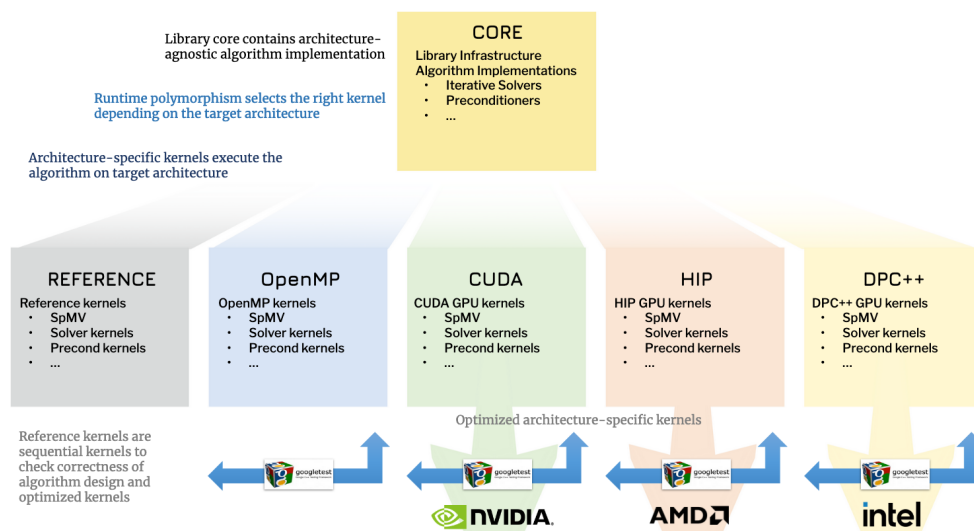 CORE
Library core contains architecture-
agnostic algorithm implementation
Library Infrastructure
Algorithm Implementations
• Iterative Solvers
• Preconditioners
• ...
Runtime polymorphism selects the right kernel
depending on the target architecture
Architecture-specific kernels execute the
algorithm on target architecture
REFERENCE
Reference kernels
• SpMV
• Solver kernels
• Precond kernels
• ...
OpenMP
OpenMP kernels
• SpMV
• Solver kernels
• Precond kernels
• ...
CUDA
CUDA GPU kernels
• SpMV
• Solver kernels
• Precond kernels
• ...
HIP
HIP GPU kernels
• SpMV
• Solver kernels
• Precond kernels
• ...
DPC++
DPC++ GPU kernels
• SpMV
• Solver kernels
• Precond kernels
• ...
Optimized architecture-specific kernels
Reference kernels are
sequential kernels to
check correctness of
algorithm design and
optimized kernels
googletest
googletest
googletest
googletest
NVIDIA.
AMD
intel